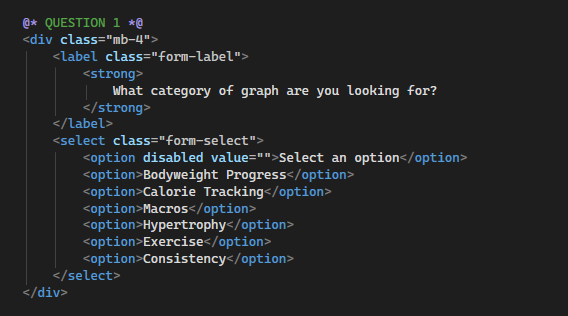 @* QUESTION 1 *@
<div class="mb-4">
    <label class="form-label">
        <strong>
            What category of graph are you looking for?
        </strong>
    </label>
    <select class="form-select">
        <option disabled value="">Select an option</option>
        <option>Bodyweight Progress</option>
        <option>Calorie Tracking</option>
        <option>Macros</option>
        <option>Hypertrophy</option>
        <option>Exercise</option>
        <option>Consistency</option>
    </select>
</div>